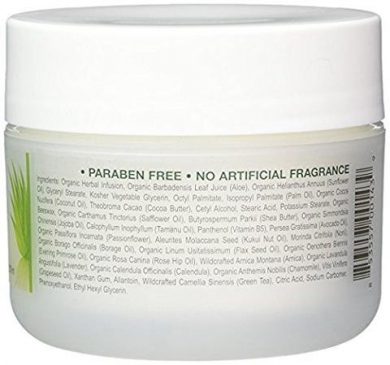 • PARABEN FREE • NO ARTIFICIAL FRAGRANCE
Ingredients: Organic Herbal Infusion, Organic Barbadensis Leaf Juice (Aloe), Organic Helianthus Annuus (Sunflower
Oil), Glyceryl Stearate, Kosher Vegetable Glycerin, Octyl Palmitate, Isopropyl Palmitate (Palm Oil), Organic Cocos
Nucifera (Coconut Oil), Theobroma Cacao (Cocoa Butter), Cetyl Alcohol, Stearic Acid, Potassium Stearate, Organic
Beeswax, Organic Carthamus Tinctorius (Safflower Oil), Butyrospermum Parkii (Shea Butter), Organic Simmondsia
Chinensis (Jojoba Oil), Calophyllum Inophyllum (Tamanu Oil), Panthenol (Vitamin B5), Persea Gratissima (Avocado),
Organic Passiflora Incarnata (Passionflower), Aleurites Moluccana Seed (Kukui Nut Oil), Morinda Citrifolia (Noni),
Organic Borago Officinalis (Borage Oil), Organic Linum Usitatissimum (Flax Seed Oil), Organic Oenothera Biennis
(Evening Primrose Oil), Organic Rosa Canina (Rose Hip Oil), Wildcrafted Arnica Montana (Arnica), Organic Lavandula
Angustifolia (Lavender), Organic Calendula Officinalis (Calendula), Organic Anthemis Nobilis (Chamomile), Vitis Vinifera
(Grapeseed Oil), Xanthan Gum, Allantoin, Wildcrafted Camellia Sinensis (Green Tea), Citric Acid, Sodium Carbomer,
Phenoxyethanol, Ethyl Hexyl Glycerin.